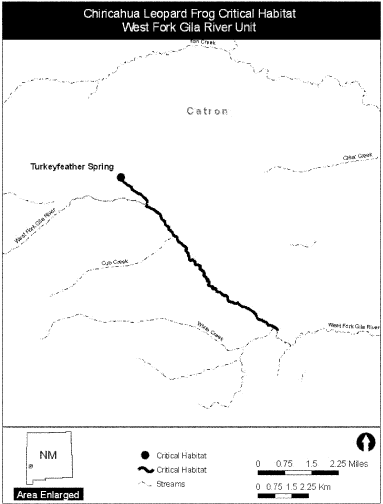 Chiricahua Leopard Frog Critical Habitat
West Fork Gila River Unit
Iron Creek
Catron
Clear Creek
Turkeyfeather Spring
West Fork Gila River
Cub Creek
White Creek
West Fork Gila River
NM
Area Enlarged
Critical Habitat
Critical Habitat
Streams
0 0.75 1.5 2.25 Miles
0 0.75 1.5 2.25 Km